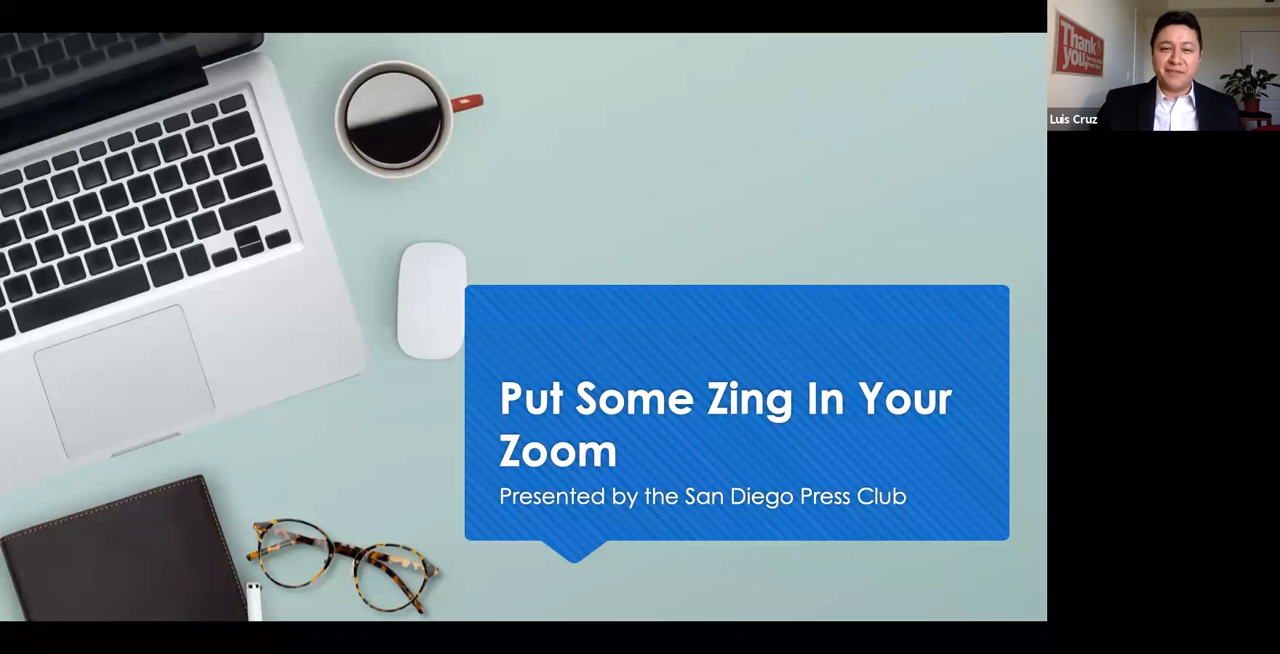 Put Some Zing In Your
Zoom
Presented by the San Diego Press Club
Thank
you,
Luis Cruz